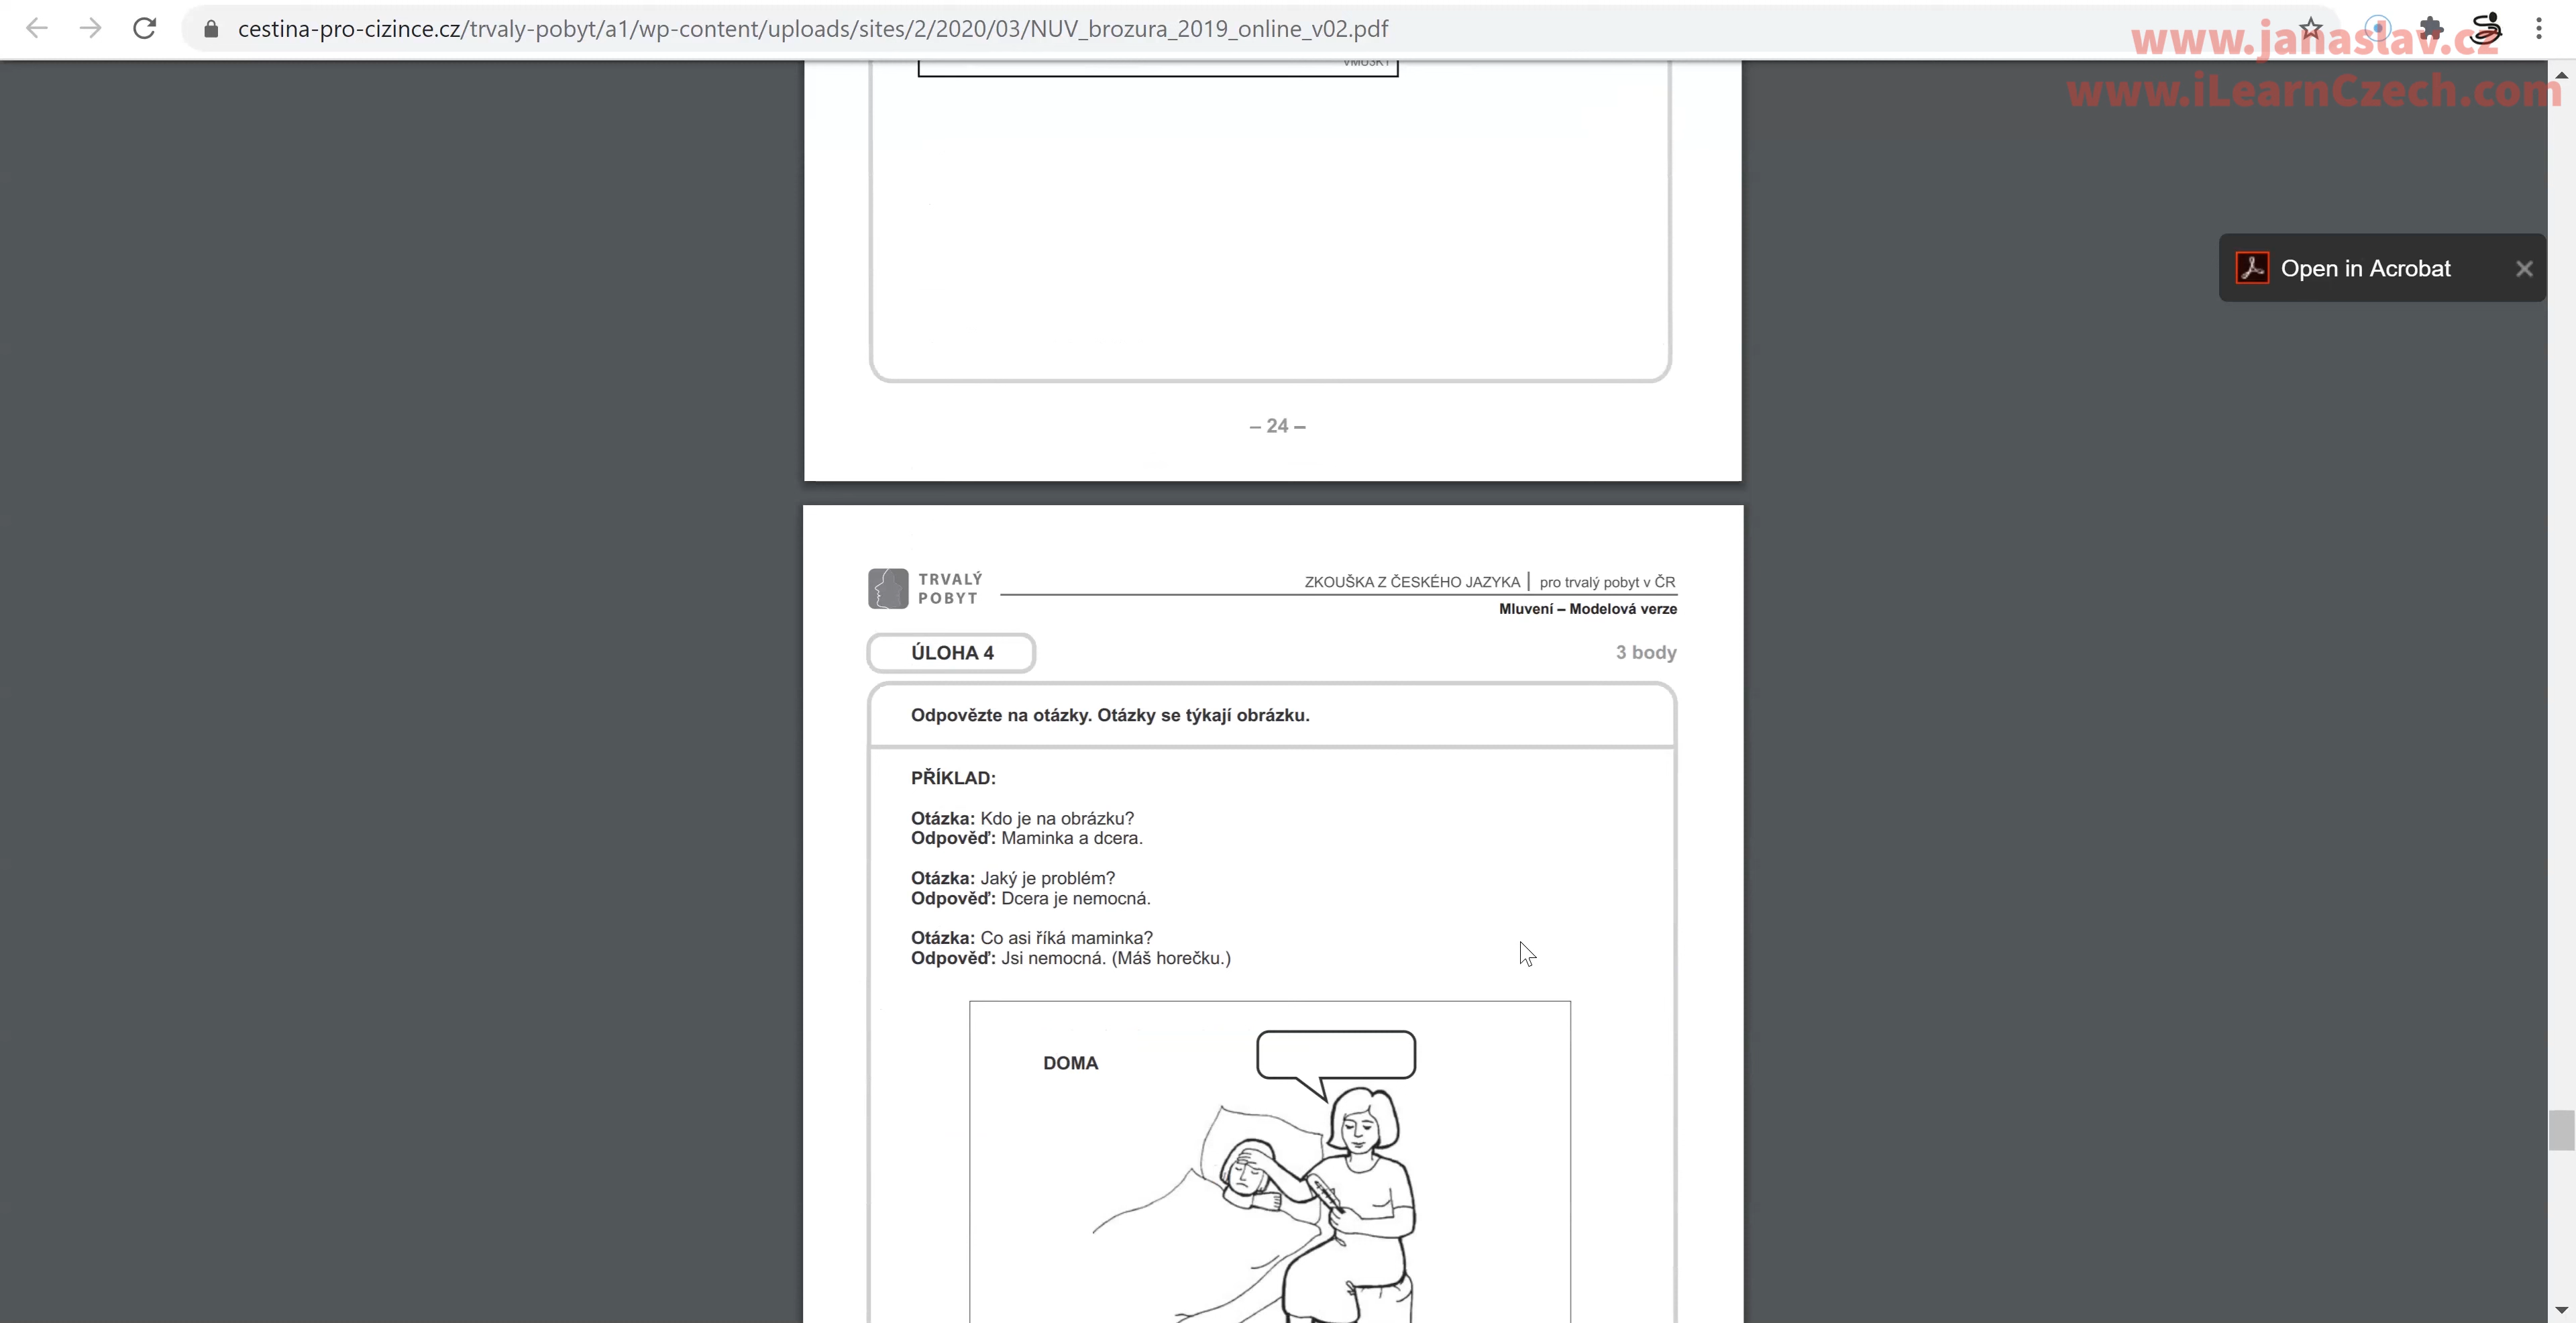 cestina-pro-cizince.cz/trvaly-pobyt/a1/wp-content/uploads/sites/2/2020/03/NUV_brozura_2019_online_v02.pdf
www.janaslav.cz
www.iLearnCzech.com
Open in Acrobat
– 24 –
TRVALÝ
POBYT
ZKOUŠKA Z ČESKÉHO JAZYKA | pro trvalý pobyt v ČR
Mluvení – Modelová verze
ÚLOHA 4
3 body
Odpovězte na otázky. Otázky se týkají obrázku.
PŘÍKLAD:
Otázka: Kdo je na obrázku?
Odpověď: Maminka a dcera.
Otázka: Jaký je problém?
Odpověď: Dcera je nemocná.
Otázka: Co asi říká maminka?
Odpověď: Jsi nemocná. (Máš horečku.)
DOMA